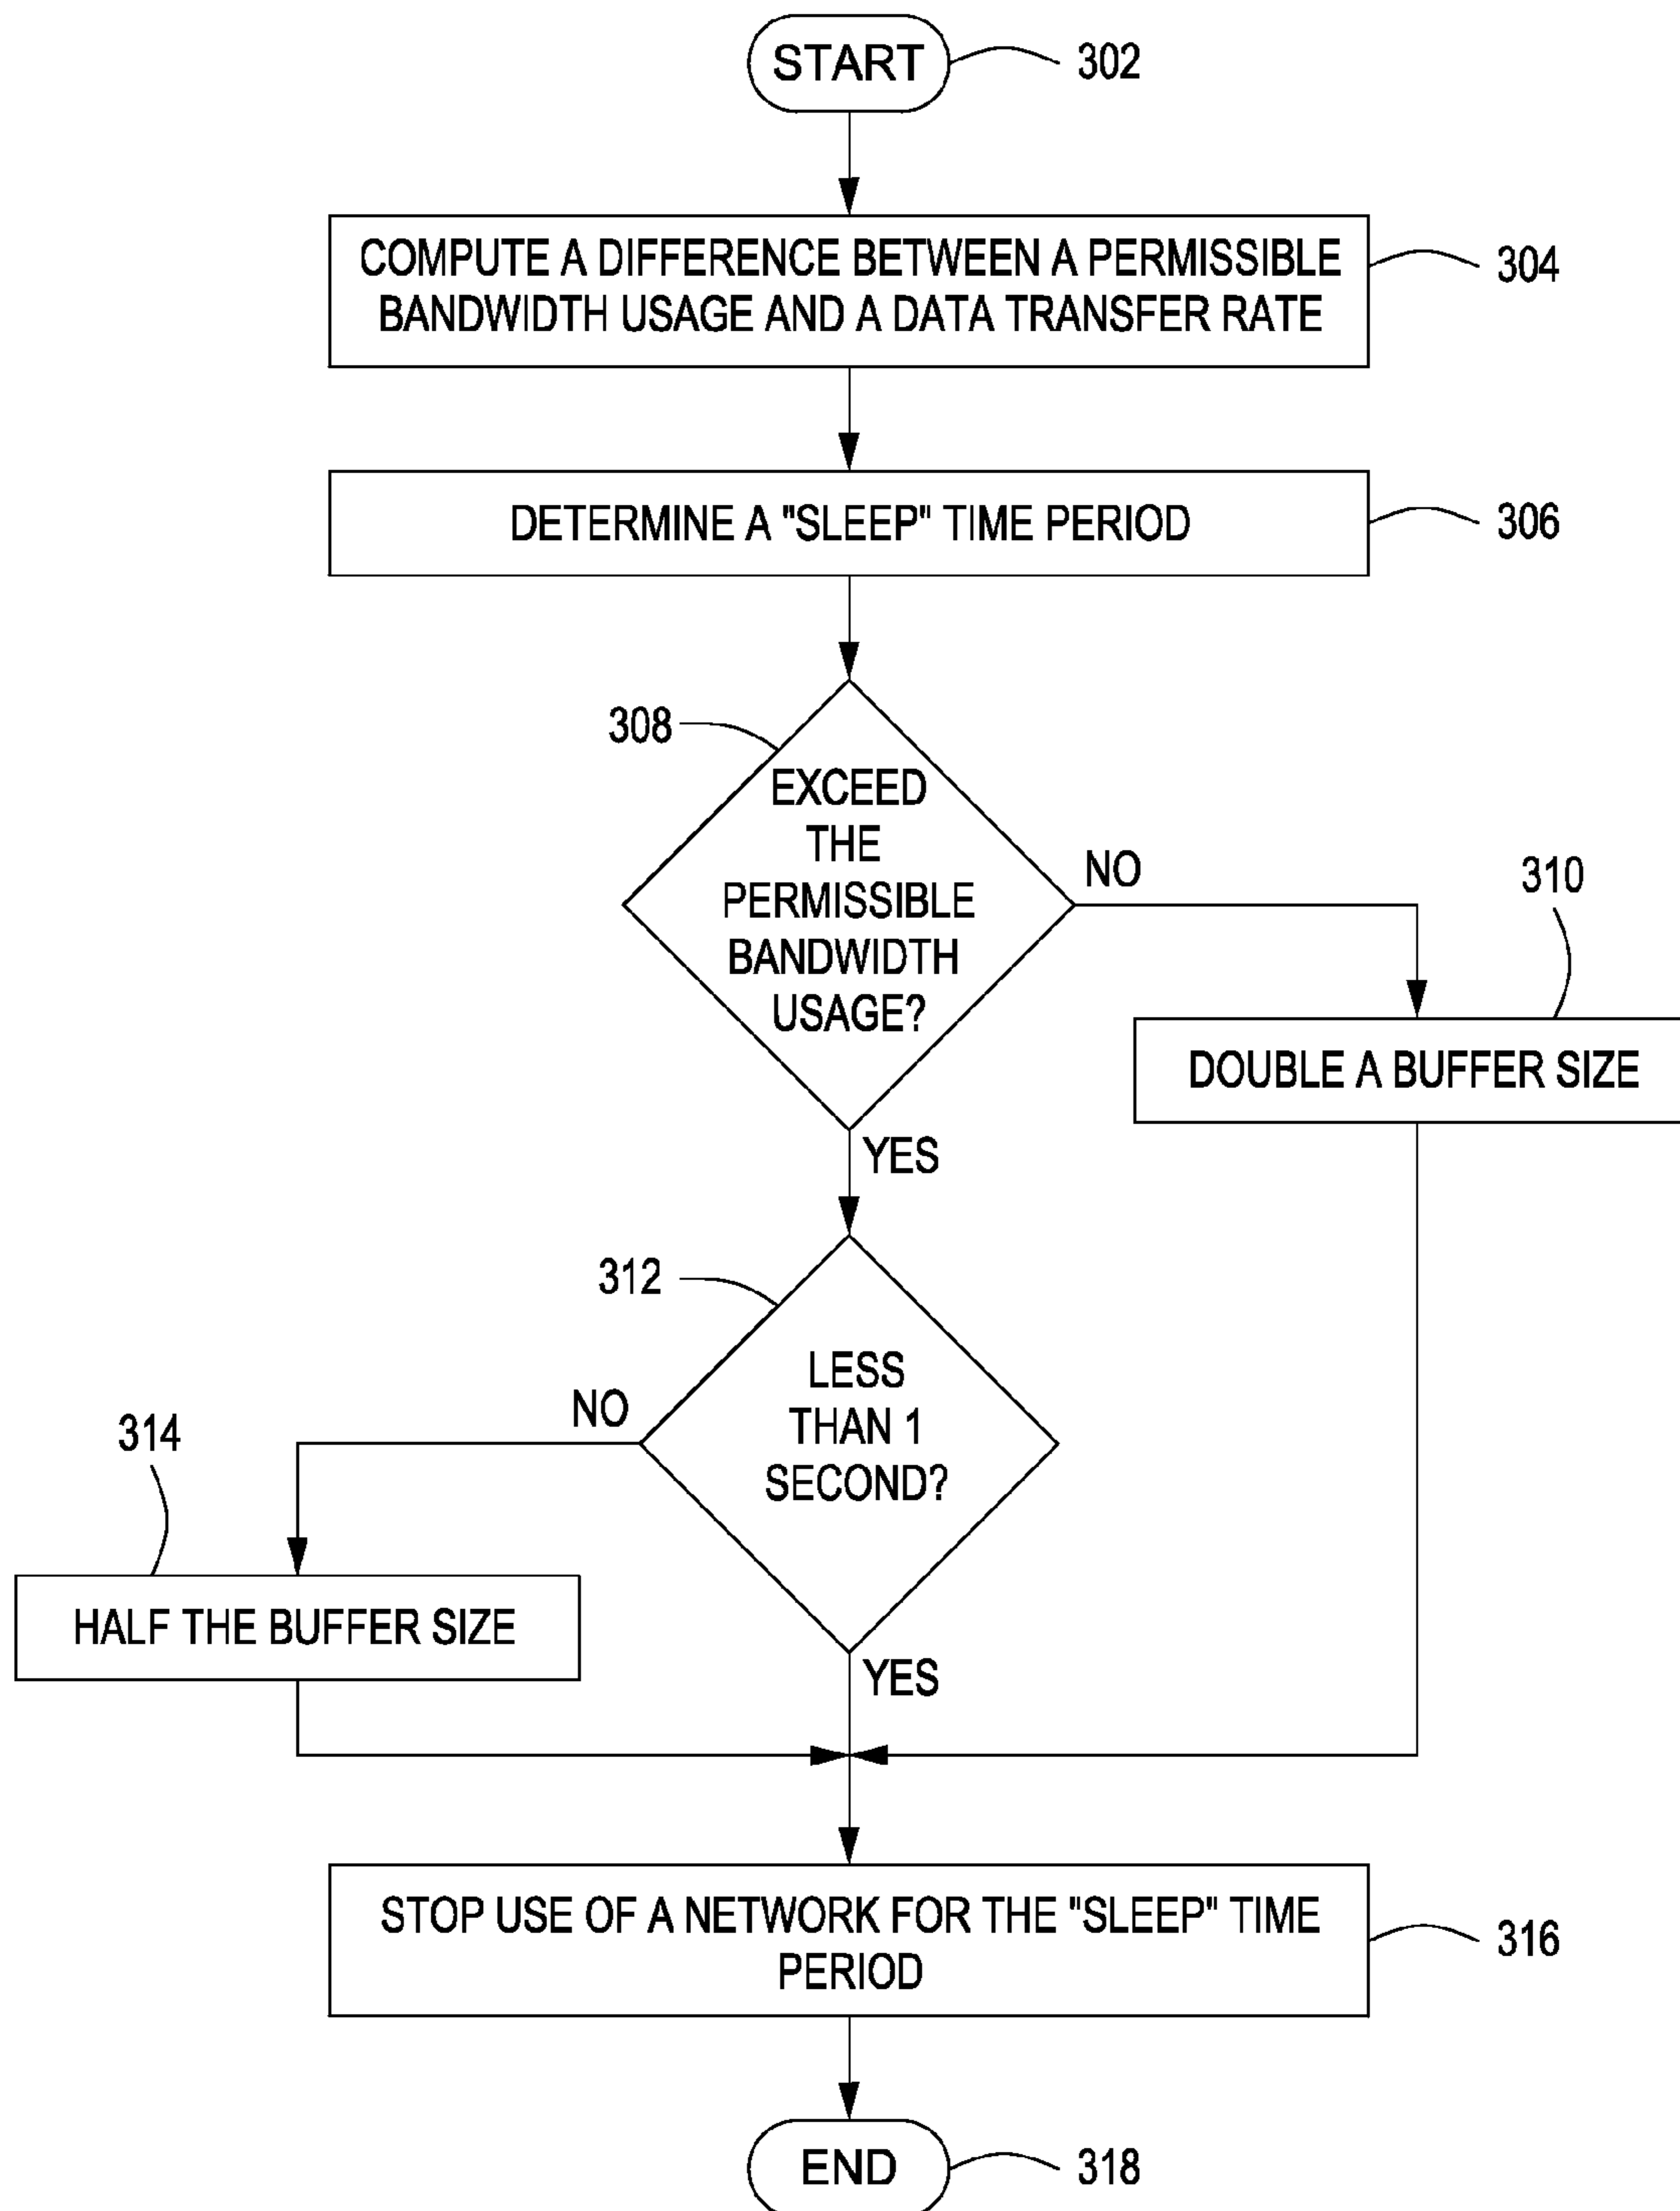 START
302
COMPUTE A DIFFERENCE BETWEEN A PERMISSIBLE
BANDWIDTH USAGE AND A DATA TRANSFER RATE
304
DETERMINE A "SLEEP" TIME PERIOD
306
308
EXCEED
THE
PERMISSIBLE
BANDWIDTH
USAGE?
NO
310
DOUBLE A BUFFER SIZE
YES
312
LESS
THAN 1
SECOND?
NO
314
HALF THE BUFFER SIZE
YES
STOP USE OF A NETWORK FOR THE "SLEEP" TIME
PERIOD
316
END
318